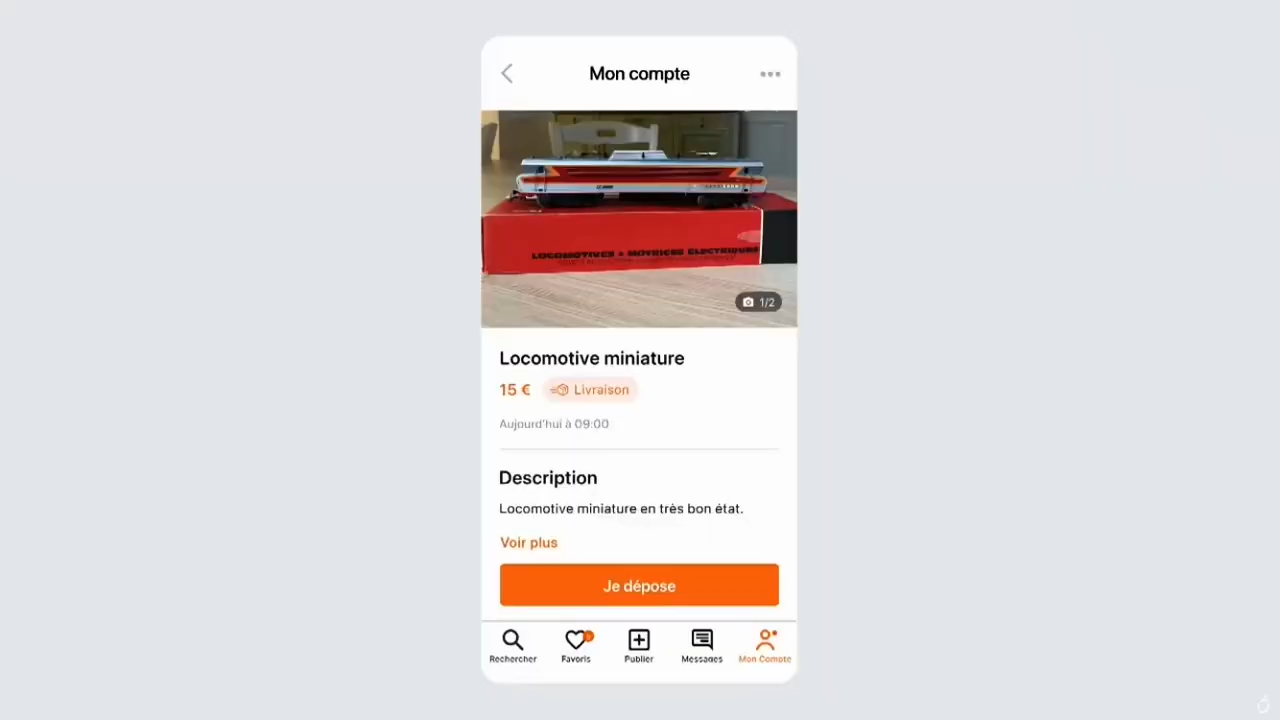 Mon compte
LOCOMOTIVES & MOTRICES ELECTRIQUES
1/2
Locomotive miniature
15 €
Livraison
Aujourd'hui à 09:00
Description
Locomotive miniature en très bon état.
Voir plus
Je dépose
Rechercher
Favoris
Publier
Messages
Mon Compte